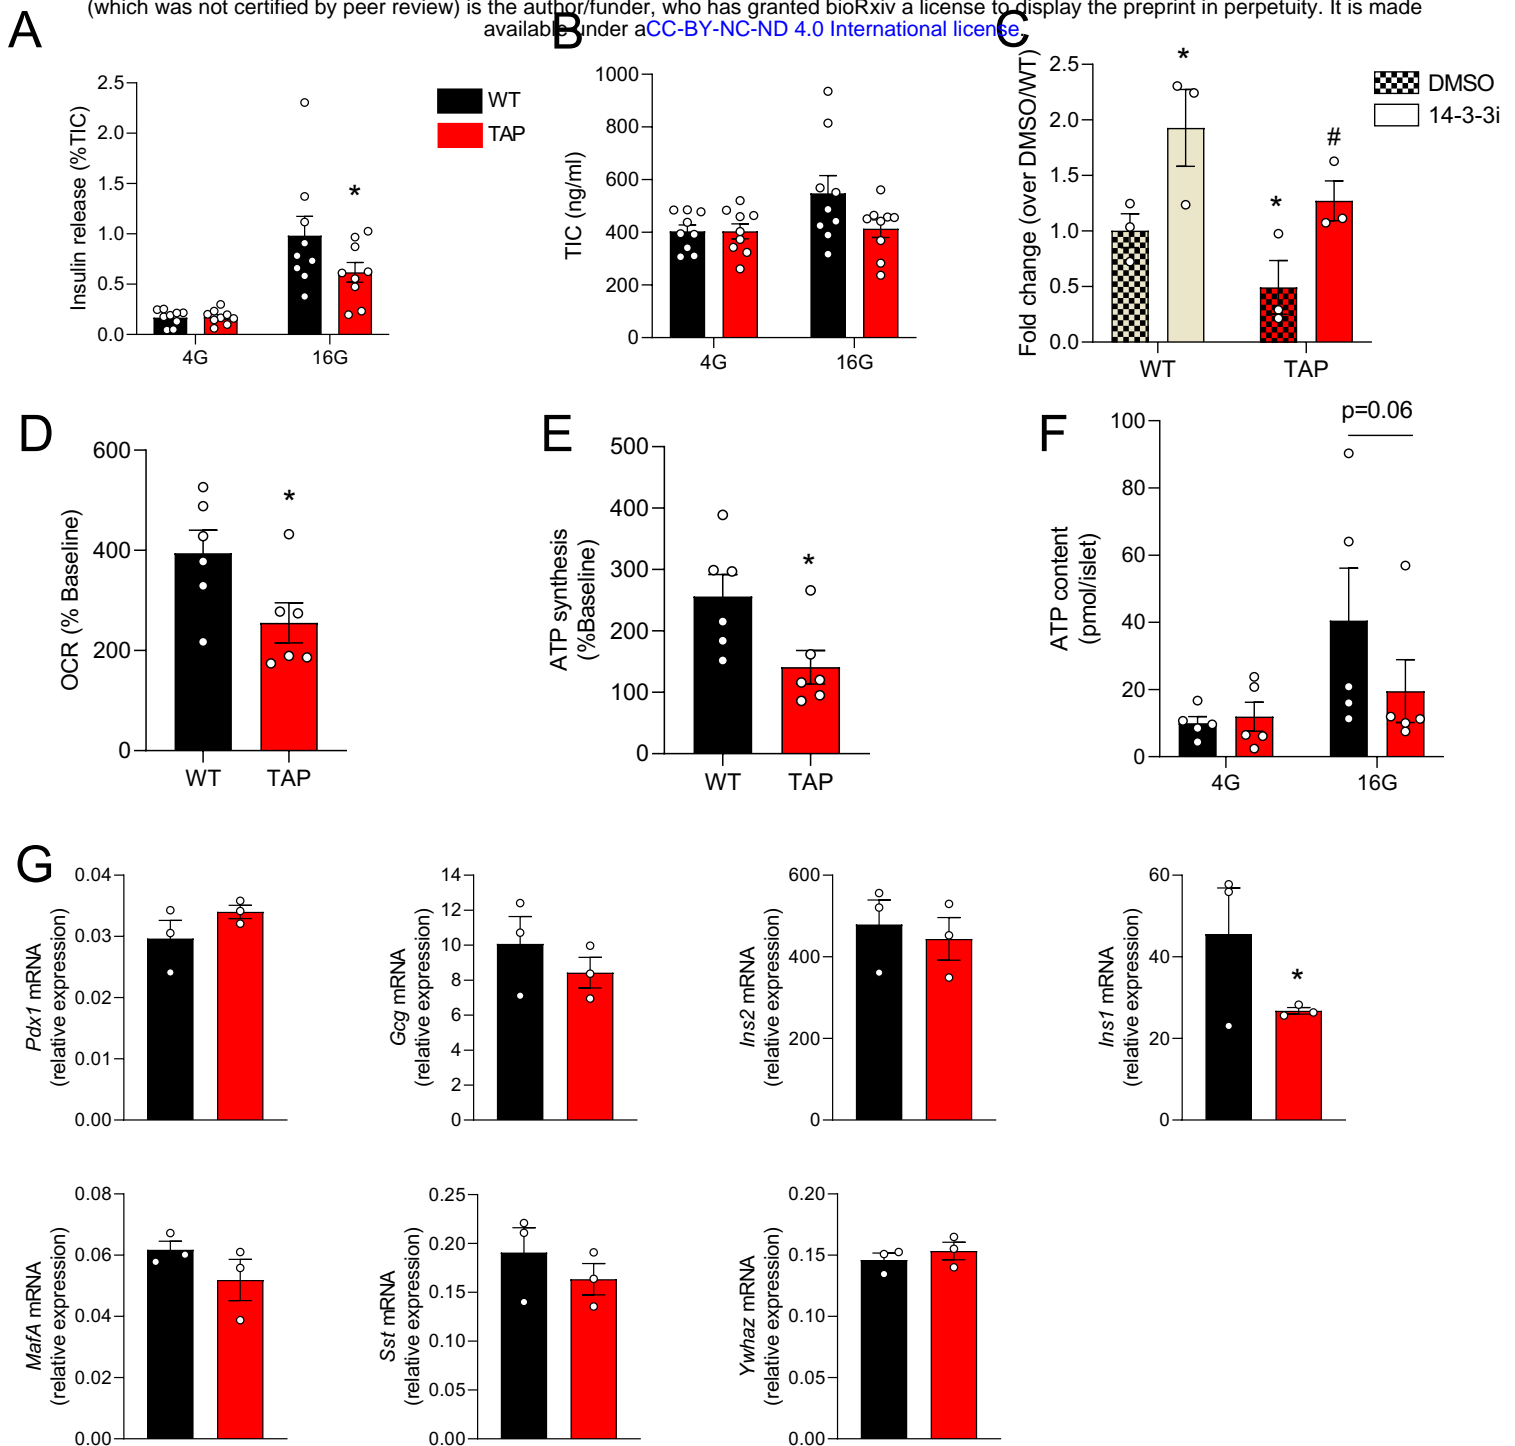 (which was not certified by peer review) is the author/funder, who has granted bioRxiv a license to display the preprint in perpetuity. It is made
available under aCC-BY-NC-ND 4.0 International license.
A
Insulin release (%TIC)
2.5
2.0
1.5
1.0
0.5
0.0
*
4G
16G
WT
TAP
B
TIC (ng/ml)
1000
800
600
400
200
0
4G
16G
C
Fold change (over DMSO/WT)
2.5
2.0
1.5
1.0
0.5
0.0
*
*
#
WT
TAP
DMSO
14-3-3i
D
OCR (% Baseline)
600
400
200
0
*
WT
TAP
E
ATP synthesis
(%Baseline)
500
400
300
200
100
0
*
WT
TAP
F
ATP content
(pmol/islet)
100
80
60
40
20
0
p=0.06
4G
16G
G
Pdx1 mRNA
(relative expression)
0.04
0.03
0.02
0.01
0.00
Gcg mRNA
(relative expression)
14
12
10
8
6
4
2
0
Ins2 mRNA
(relative expression)
600
400
200
0
Ins1 mRNA
(relative expression)
60
40
20
0
*
MafA mRNA
(relative expression)
0.08
0.06
0.04
0.02
0.00
Sst mRNA
(relative expression)
0.25
0.20
0.15
0.10
0.05
0.00
Ywhaz mRNA
(relative expression)
0.20
0.15
0.10
0.05
0.00